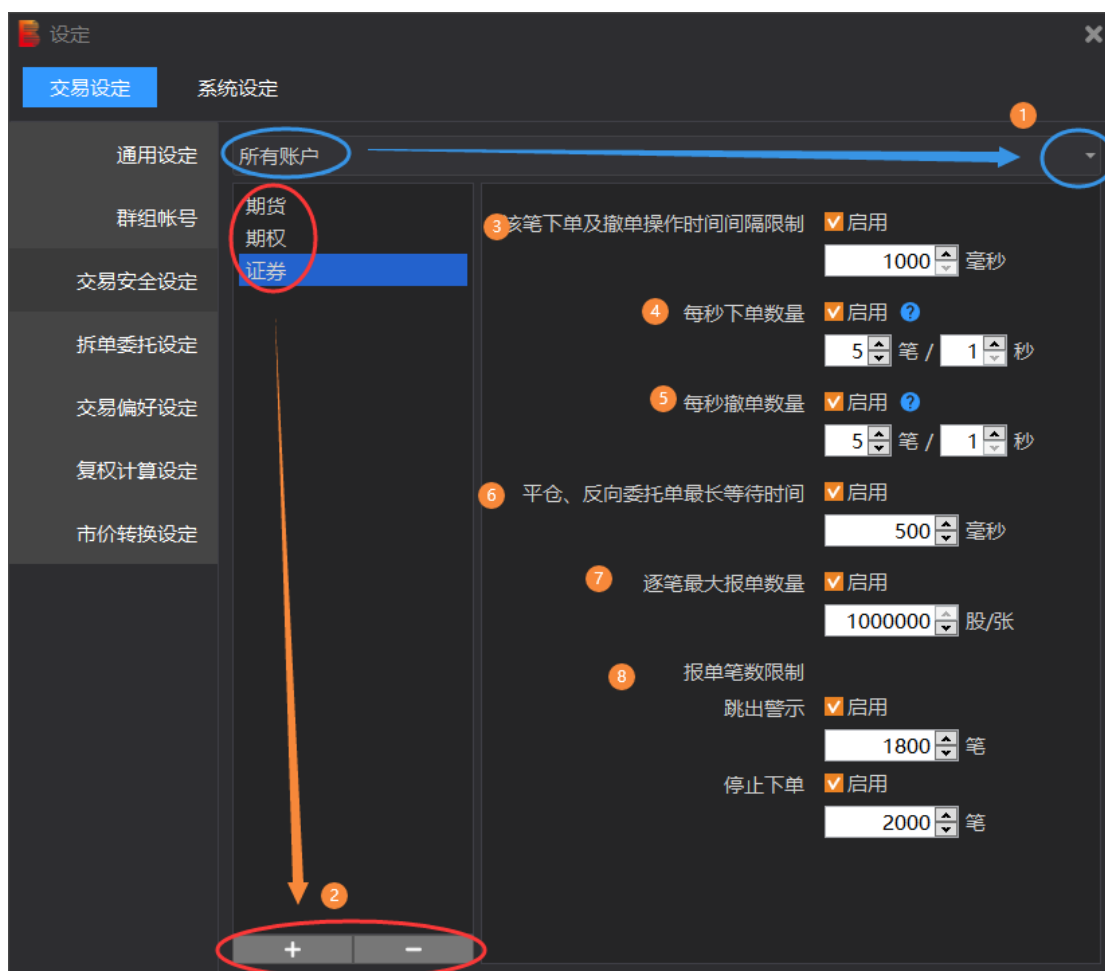 设定
交易设定 系统设定
1
通用设定
群组帐号
交易安全设定
拆单委托设定
交易偏好设定
复权计算设定
市价转换设定
所有账户
期货
期权
证券
2
+ −
3 该笔下单及撤单操作时间间隔限制 启用
1000 毫秒
4 每秒下单数量 启用 ?
5 笔 / 1 秒
5 每秒撤单数量 启用 ?
5 笔 / 1 秒
6 平仓、反向委托单最长等待时间 启用
500 毫秒
7 逐笔最大报单数量 启用
1000000 股/张
8 报单笔数限制
跳出警示 启用
1800 笔
停止下单 启用
2000 笔